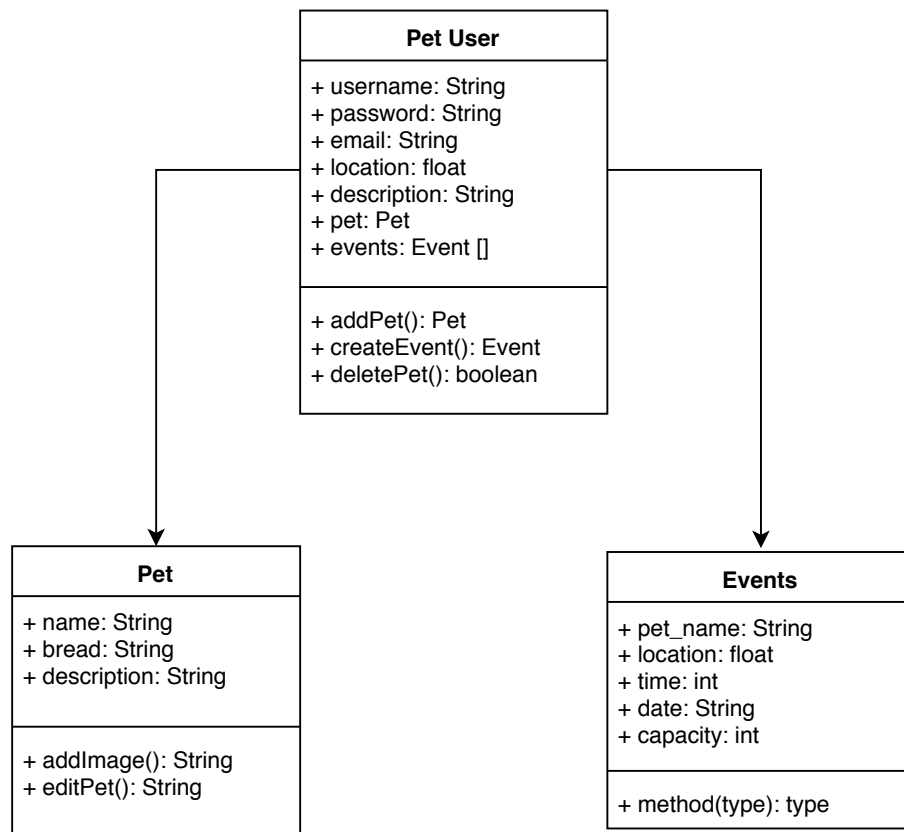 Pet User
+ username: String
+ password: String
+ email: String
+ location: float
+ description: String
+ pet: Pet
+ events: Event []
+ addPet(): Pet
+ createEvent(): Event
+ deletePet(): boolean
Pet
+ name: String
+ bread: String
+ description: String
+ addImage(): String
+ editPet(): String
Events
+ pet_name: String
+ location: float
+ time: int
+ date: String
+ capacity: int
+ method(type): type